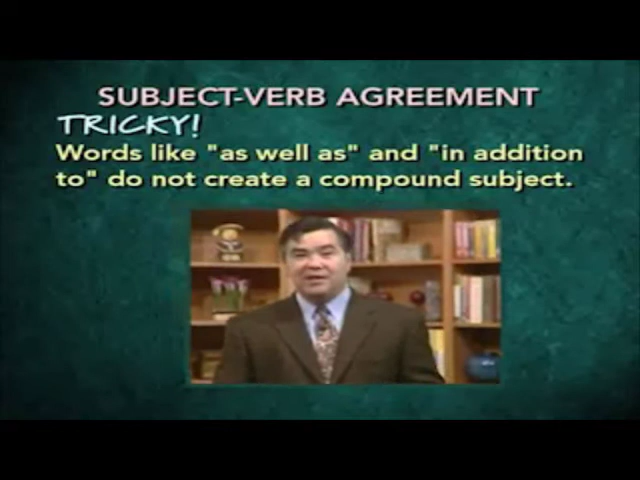 SUBJECT-VERB AGREEMENT
TRICKY!
Words like "as well as" and "in addition
to" do not create a compound subject.